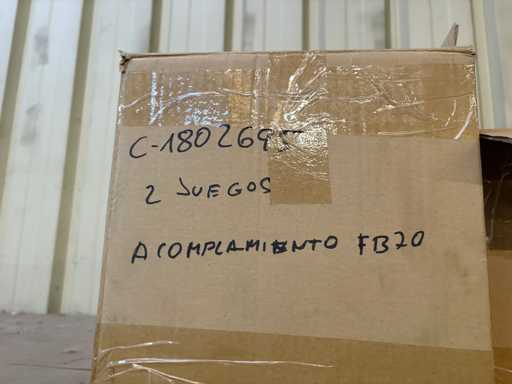 C-1802695
2 JUEGOS
ACOMPLAMIENTO FB70